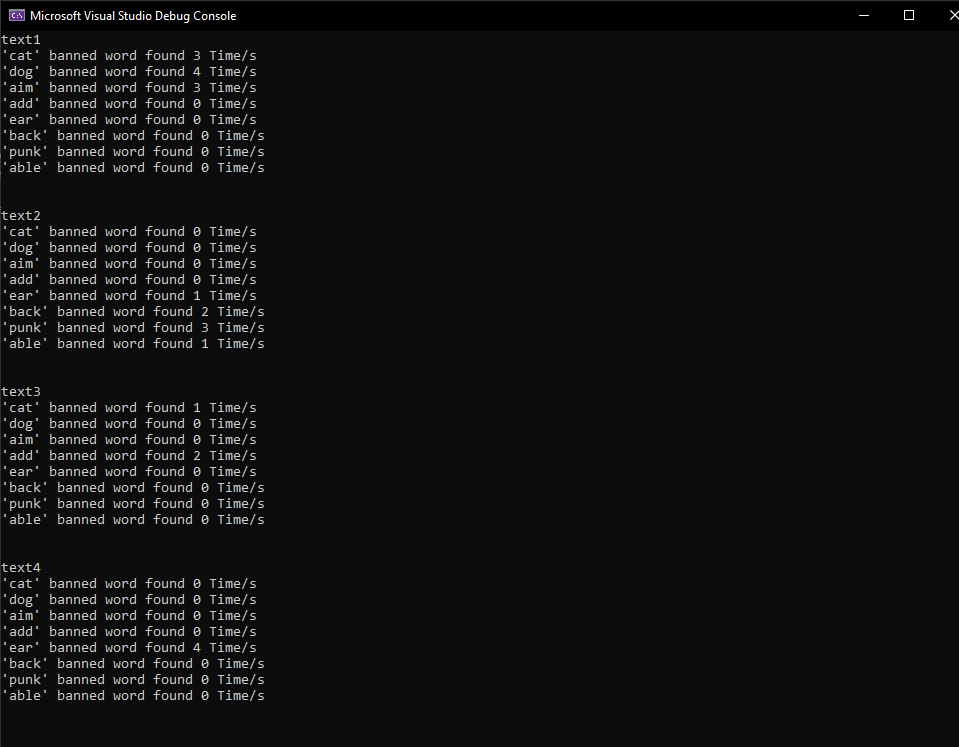 Microsoft Visual Studio Debug Console
text1
'cat' banned word found 3 Time/s
'dog' banned word found 4 Time/s
'aim' banned word found 3 Time/s
'add' banned word found 0 Time/s
'ear' banned word found 0 Time/s
'back' banned word found 0 Time/s
'punk' banned word found 0 Time/s
'able' banned word found 0 Time/s
text2
'cat' banned word found 0 Time/s
'dog' banned word found 0 Time/s
'aim' banned word found 0 Time/s
'add' banned word found 0 Time/s
'ear' banned word found 1 Time/s
'back' banned word found 2 Time/s
'punk' banned word found 3 Time/s
'able' banned word found 1 Time/s
text3
'cat' banned word found 1 Time/s
'dog' banned word found 0 Time/s
'aim' banned word found 0 Time/s
'add' banned word found 2 Time/s
'ear' banned word found 0 Time/s
'back' banned word found 0 Time/s
'punk' banned word found 0 Time/s
'able' banned word found 0 Time/s
text4
'cat' banned word found 0 Time/s
'dog' banned word found 0 Time/s
'aim' banned word found 0 Time/s
'add' banned word found 0 Time/s
'ear' banned word found 4 Time/s
'back' banned word found 0 Time/s
'punk' banned word found 0 Time/s
'able' banned word found 0 Time/s